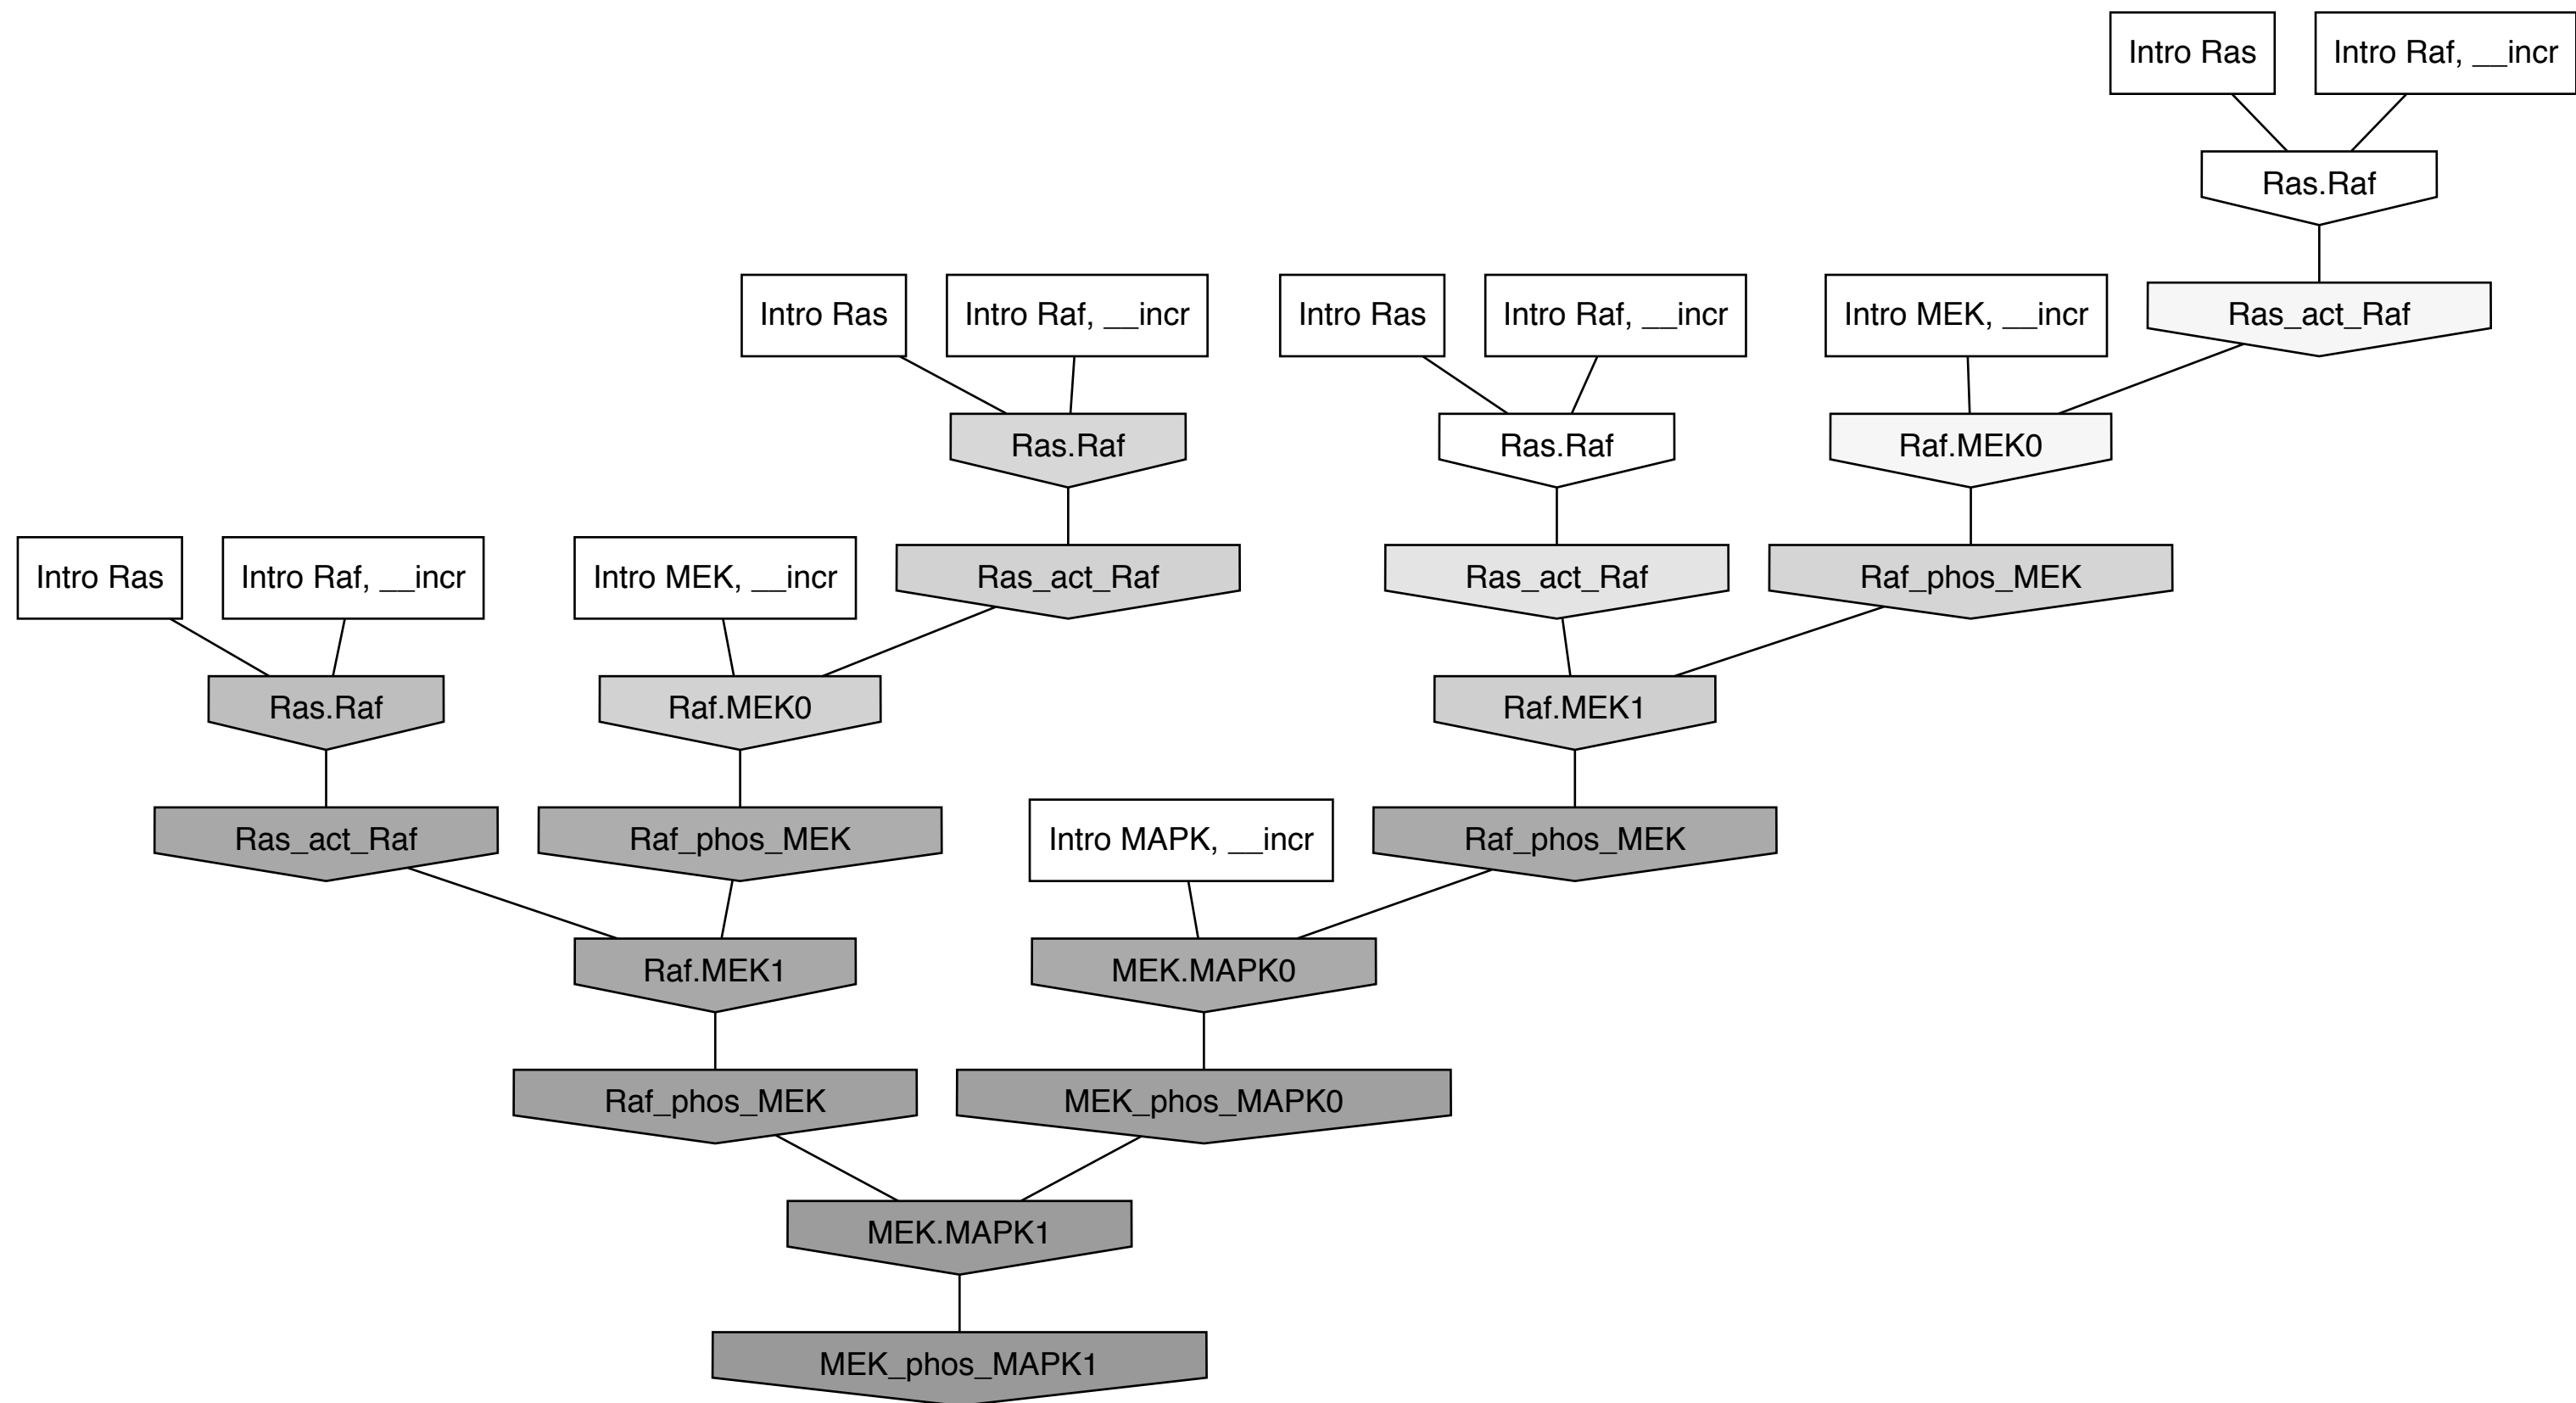 Intro Ras
Intro Raf, __incr
Ras.Raf
Intro Ras
Intro Raf, __incr
Intro Ras
Intro Raf, __incr
Intro MEK, __incr
Ras_act_Raf
Ras.Raf
Ras.Raf
Raf.MEK0
Intro Ras
Intro Raf, __incr
Intro MEK, __incr
Ras_act_Raf
Ras_act_Raf
Raf_phos_MEK
Ras.Raf
Raf.MEK0
Raf.MEK1
Ras_act_Raf
Raf_phos_MEK
Intro MAPK, __incr
Raf_phos_MEK
Raf.MEK1
MEK.MAPK0
Raf_phos_MEK
MEK_phos_MAPK0
MEK.MAPK1
MEK_phos_MAPK1